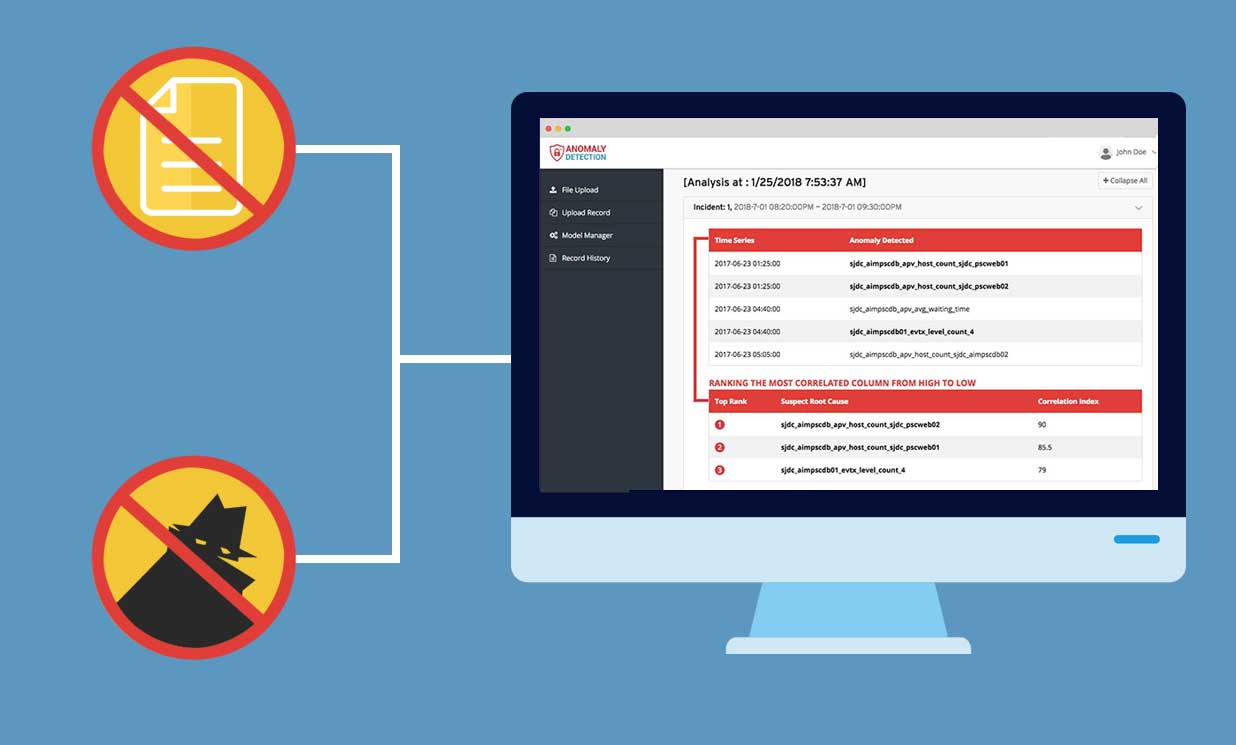 ANOMALY
DETECTION
John Doe
File Upload
Upload Record
Model Manager
Record History
[Analysis at : 1/25/2018 7:53:37 AM]
+ Collapse All
Incident: 1, 2018-7-01 08:20:00PM ~ 2018-7-01 09:30:00PM
Time Series Anomaly Detected
2017-06-23 01:25:00 sjdc_aimpscdb_apv_host_count_sjdc_pscweb01
2017-06-23 01:25:00 sjdc_aimpscdb_apv_host_count_sjdc_pscweb02
2017-06-23 04:40:00 sjdc_aimpscdb_apv_avg_waiting_time
2017-06-23 04:40:00 sjdc_aimpscdb01_evtx_level_count_4
2017-06-23 05:05:00 sjdc_aimpscdb_apv_host_count_sjdc_aimpscdb02
RANKING THE MOST CORRELATED COLUMN FROM HIGH TO LOW
Top Rank Suspect Root Cause Correlation Index
1 sjdc_aimpscdb_apv_host_count_sjdc_pscweb02 90
2 sjdc_aimpscdb_apv_host_count_sjdc_pscweb01 85.5
3 sjdc_aimpscdb01_evtx_level_count_4 79